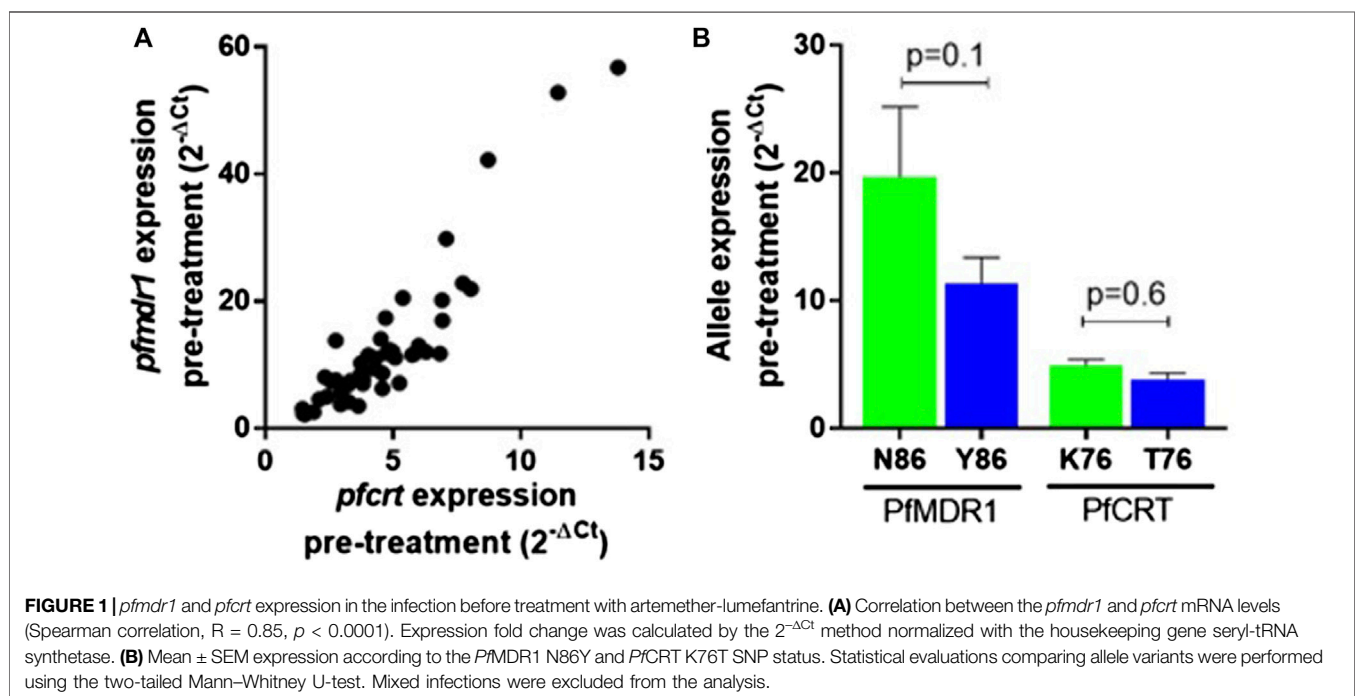 A
60
40
20
0
0 5 10 15
pfmdr1 expression
pre-treatment (2^-ΔCt)
pfcrt expression
pre-treatment (2^-ΔCt)
B
30
20
10
0
Allele expression
pre-treatment (2^-ΔCt)
p=0.1
p=0.6
N86 Y86 K76 T76
PfMDR1 PfCRT
FIGURE 1 | pfmdr1 and pfcrt expression in the infection before treatment with artemether-lumefantrine. (A) Correlation between the pfmdr1 and pfcrt mRNA levels
(Spearman correlation, R = 0.85, p < 0.0001). Expression fold change was calculated by the 2^−ΔCt method normalized with the housekeeping gene seryl-tRNA
synthetase. (B) Mean ± SEM expression according to the PfMDR1 N86Y and PfCRT K76T SNP status. Statistical evaluations comparing allele variants were performed
using the two-tailed Mann–Whitney U-test. Mixed infections were excluded from the analysis.